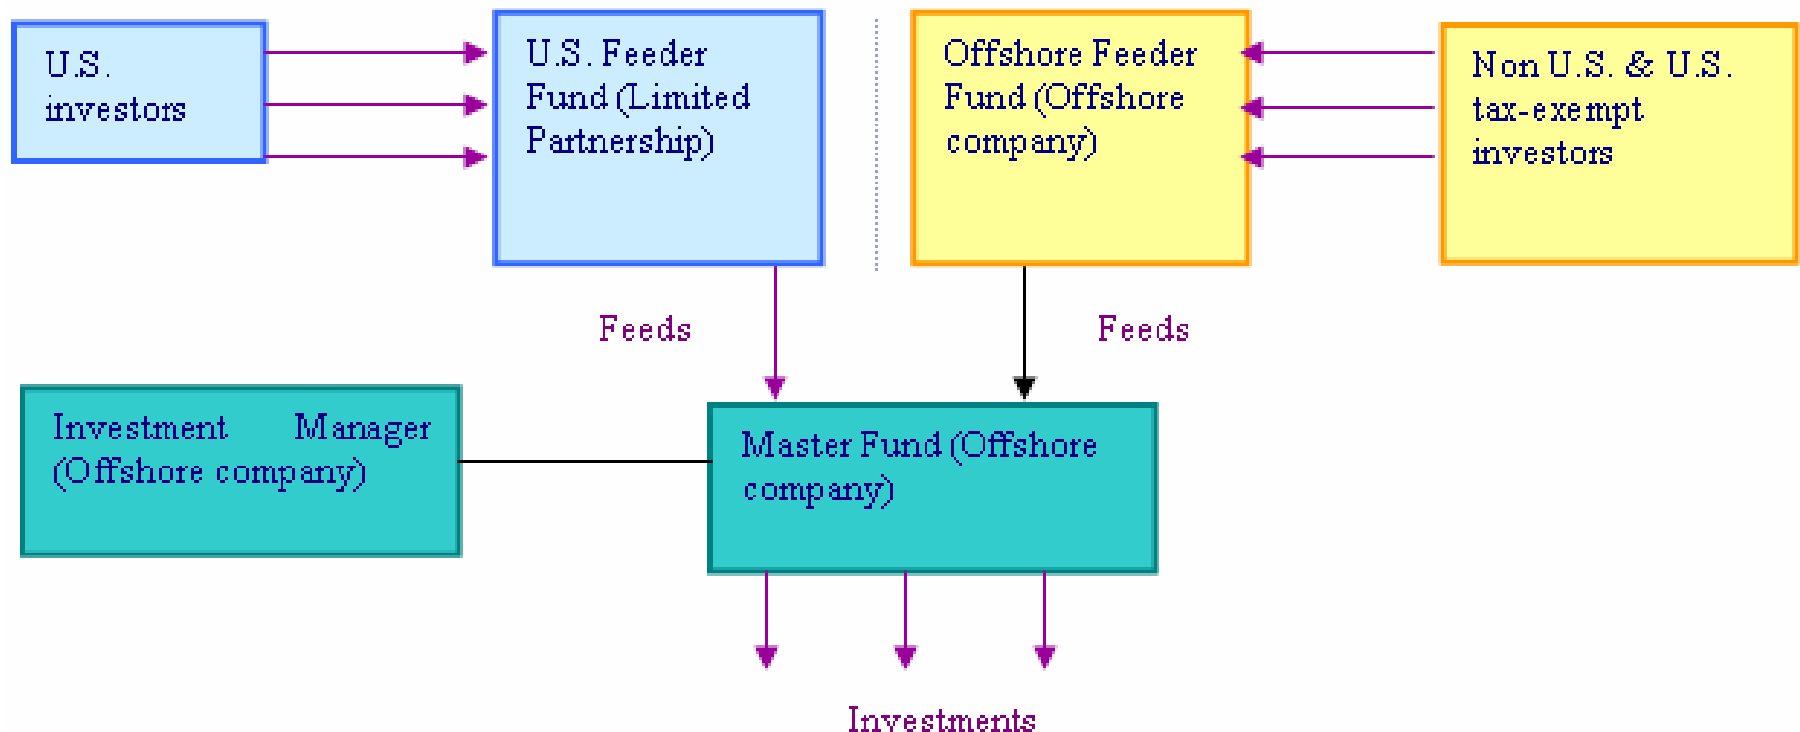 U.S.
investors
U.S. Feeder
Fund (Limited
Partnership)
Offshore Feeder
Fund (Offshore
company)
Non U.S. & U.S.
tax-exempt
investors
Feeds
Feeds
Investment Manager
(Offshore company)
Master Fund (Offshore
company)
Investments